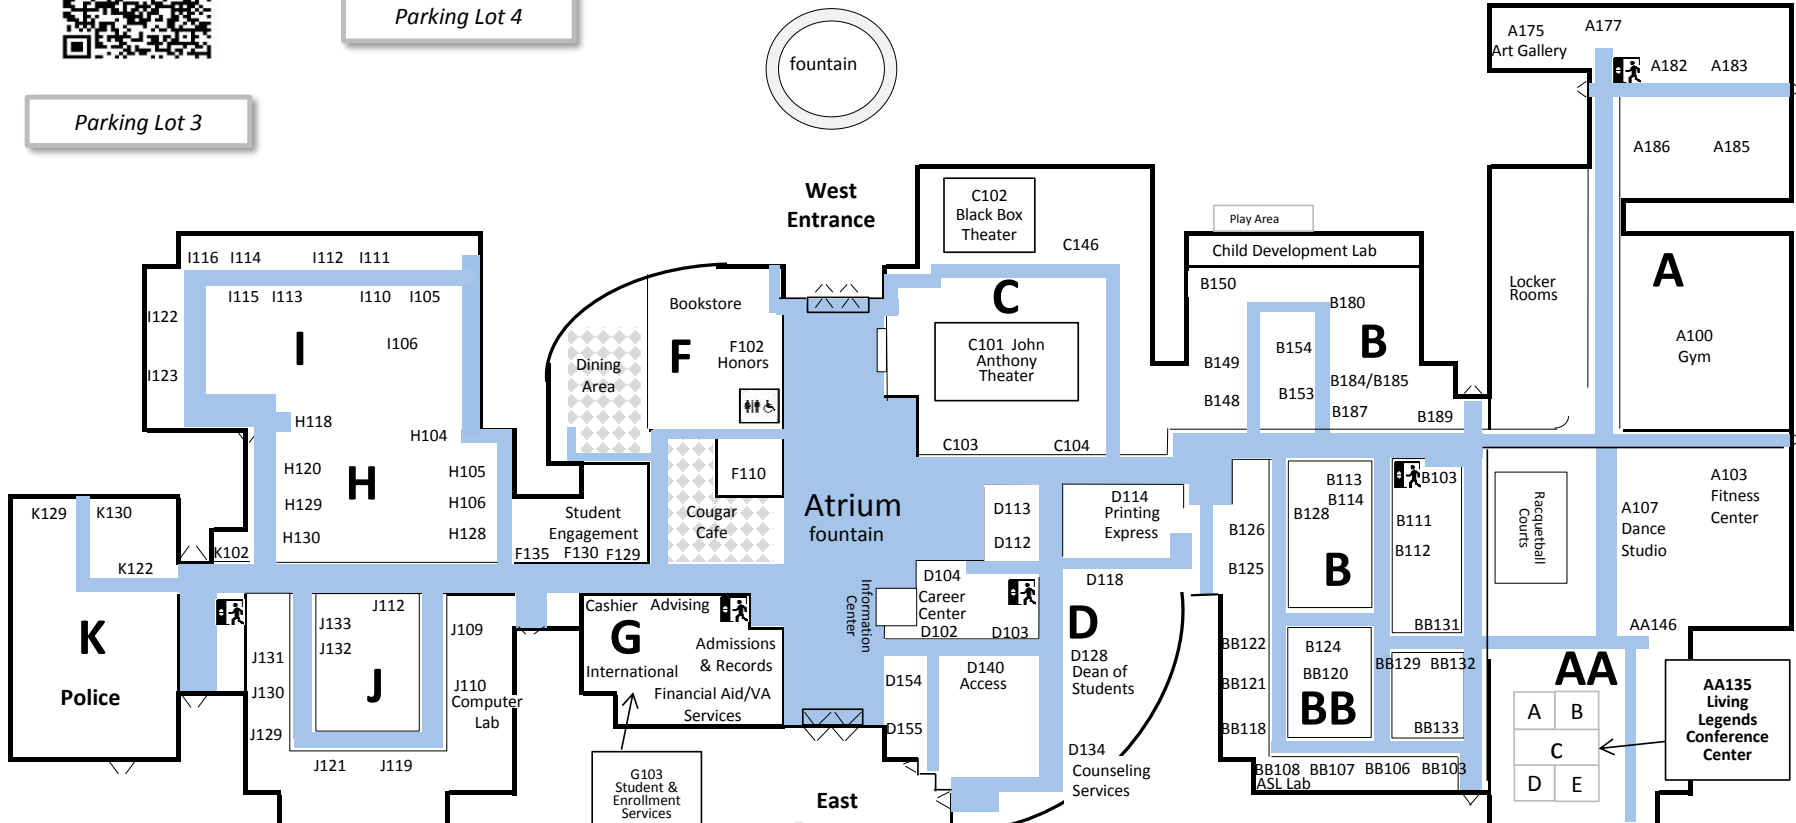 Parking Lot 4
Parking Lot 3
fountain
West
Entrance
A175
Art Gallery
A177
A182
A183
A186
A185
A
A100
Gym
Locker
Rooms
C102
Black Box
Theater
C146
C
C101 John
Anthony
Theater
C103
C104
Play Area
Child Development Lab
B150
B180
B154
B
B149
B184/B185
B153
B148
B187
B189
I116
I114
I112
I111
I115
I113
I110
I105
I122
I
I106
I123
H118
H104
H120
H105
H
H129
H106
H130
H128
Bookstore
F
F102
Honors
Dining
Area
F110
Cougar
Cafe
Student
Engagement
F135
F130
F129
Atrium
fountain
K129
K130
K102
K122
K
Police
J112
J133
J132
J109
J131
J130
J
J110
Computer
Lab
J129
J121
J119
Cashier
Advising
G
Admissions
& Records
International
Financial Aid/VA
Services
G103
Student &
Enrollment
Services
Information
Center
D113
D112
D114
Printing
Express
D104
Career
Center
D102
D103
D118
D
D140
Access
D128
Dean of
Students
D154
D155
D134
Counseling
Services
East
B113
B114
B128
B103
B111
B112
B126
B
B125
BB131
BB122
B124
BB129
BB132
BB120
BB121
BB
BB118
BB133
BB108
BB107
BB106
BB103
ASL Lab
Racquetball
Courts
A107
Dance
Studio
A103
Fitness
Center
AA146
AA
A
B
C
D
E
AA135
Living
Legends
Conference
Center